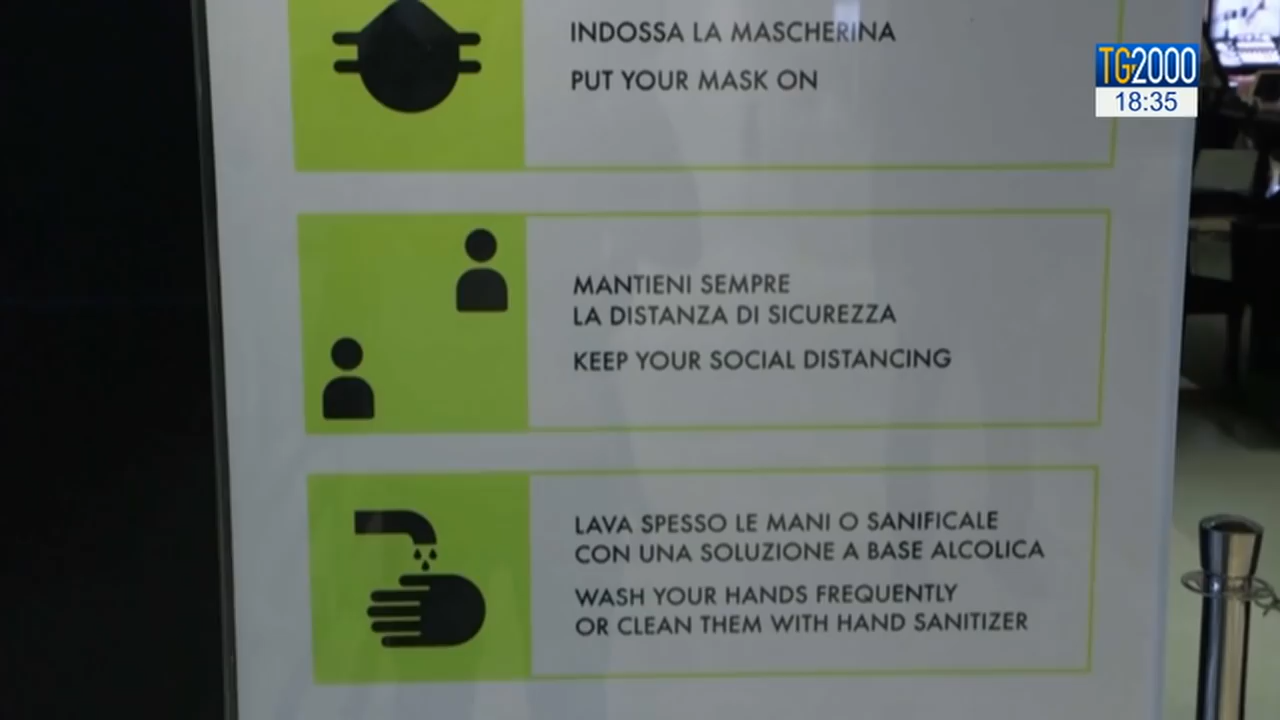 INDOSSA LA MASCHERINA
PUT YOUR MASK ON
TG2000
18:35
MANTIENI SEMPRE
LA DISTANZA DI SICUREZZA
KEEP YOUR SOCIAL DISTANCING
LAVA SPESSO LE MANI O SANIFICALE
CON UNA SOLUZIONE A BASE ALCOLICA
WASH YOUR HANDS FREQUENTLY
OR CLEAN THEM WITH HAND SANITIZER